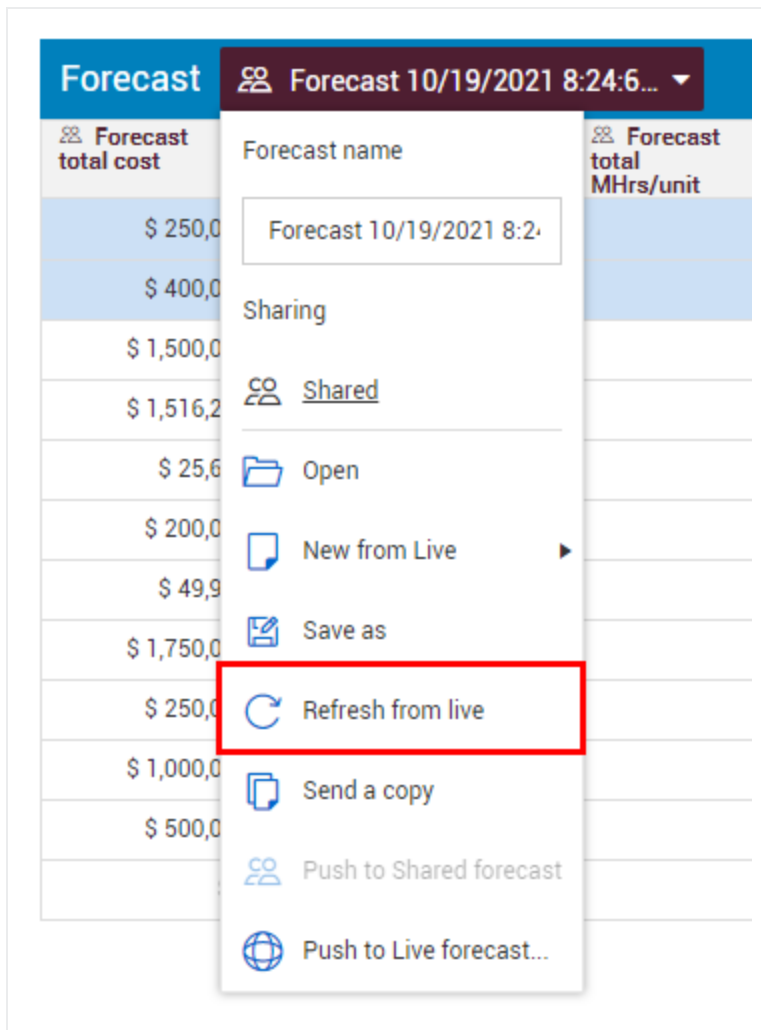 Forecast Forecast 10/19/2021 8:24:6...
Forecast
total cost
Forecast
total
MHrs/unit
Forecast name
Forecast 10/19/2021 8:2
Sharing
Shared
Open
New from Live
Save as
Refresh from live
Send a copy
Push to Shared forecast
Push to Live forecast...
$ 250,0
$ 400,0
$ 1,500,0
$ 1,516,2
$ 25,6
$ 200,0
$ 49,9
$ 1,750,0
$ 250,0
$ 1,000,0
$ 500,0